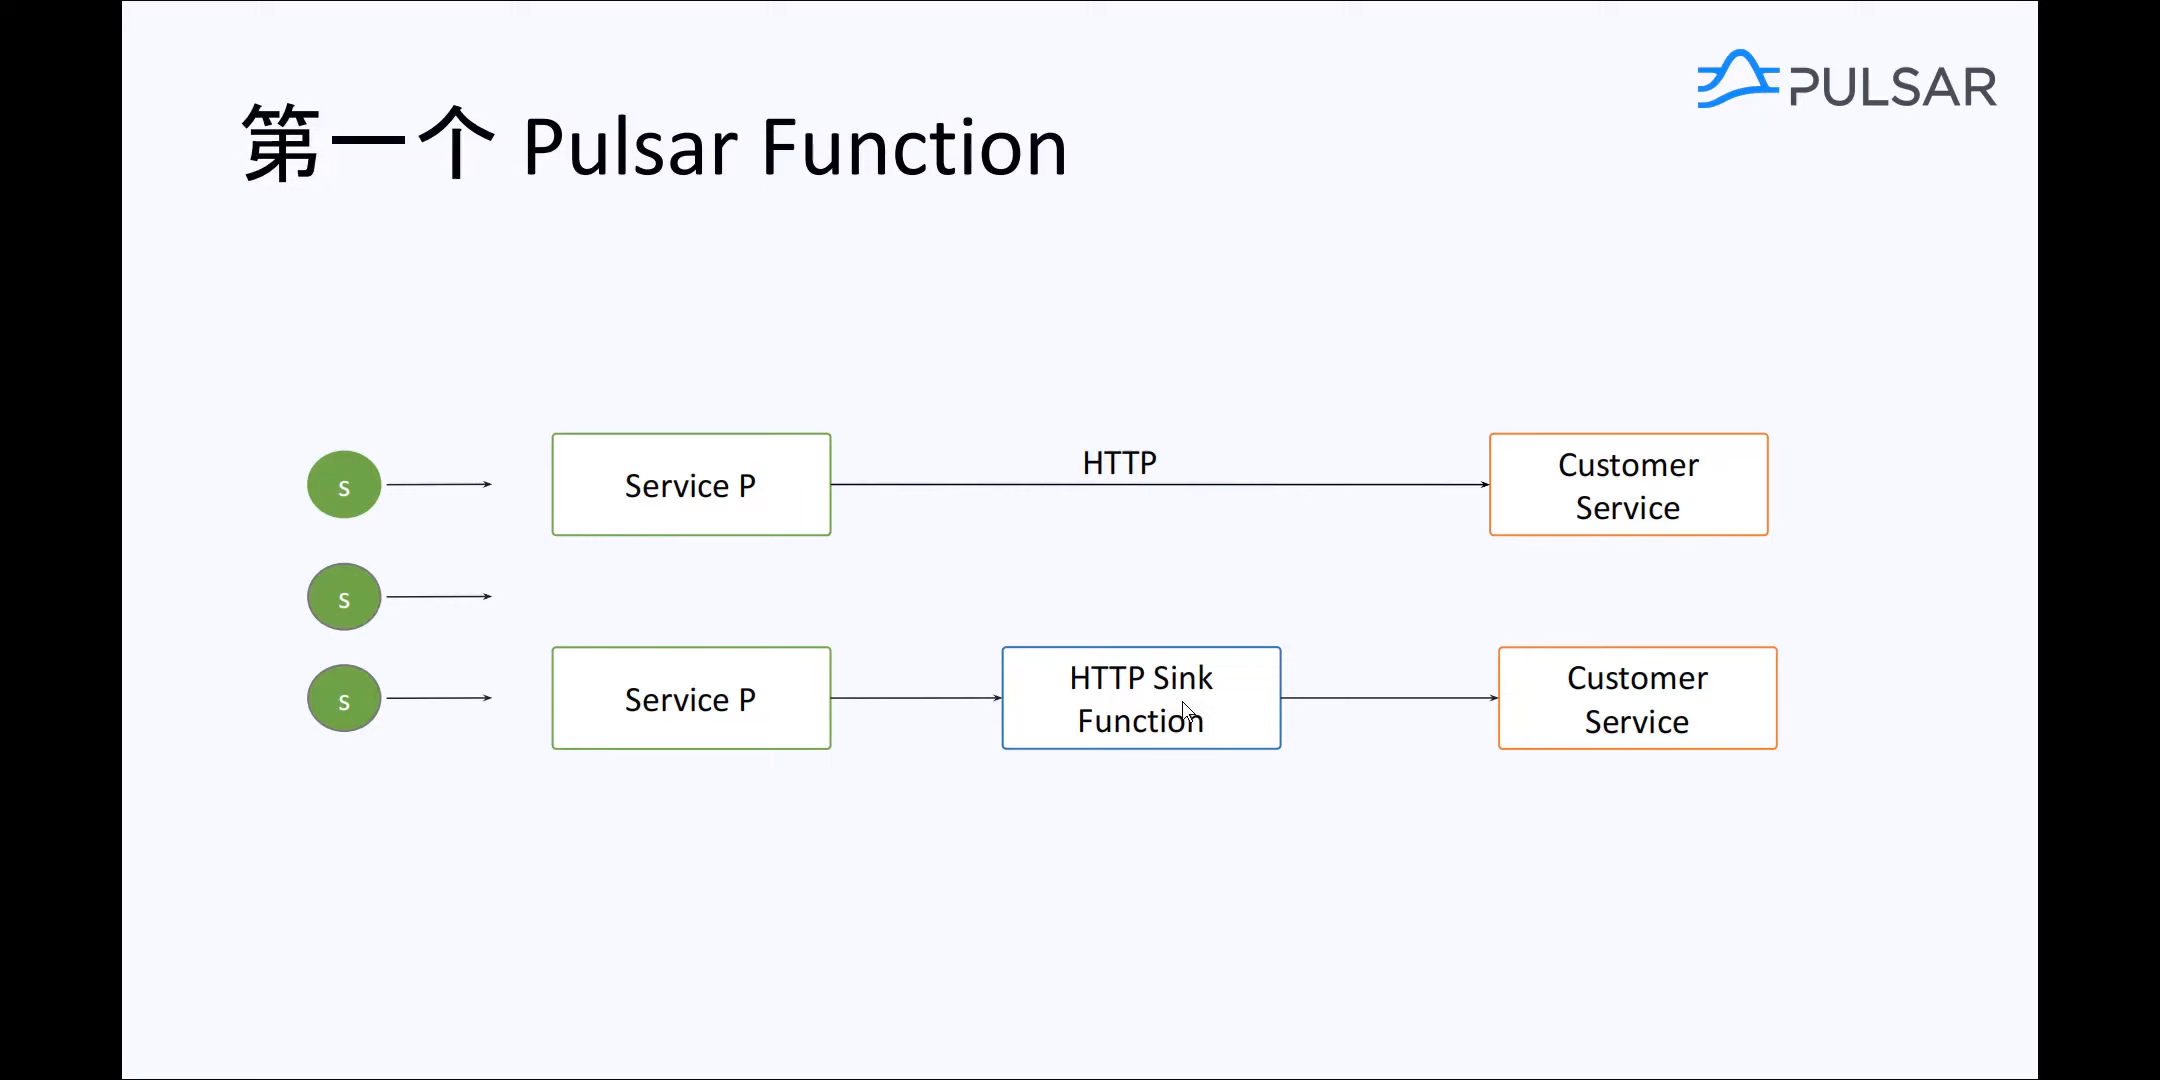 PULSAR
第一个 Pulsar Function
s
Service P
HTTP
Customer
Service
s
s
Service P
HTTP Sink
Function
Customer
Service